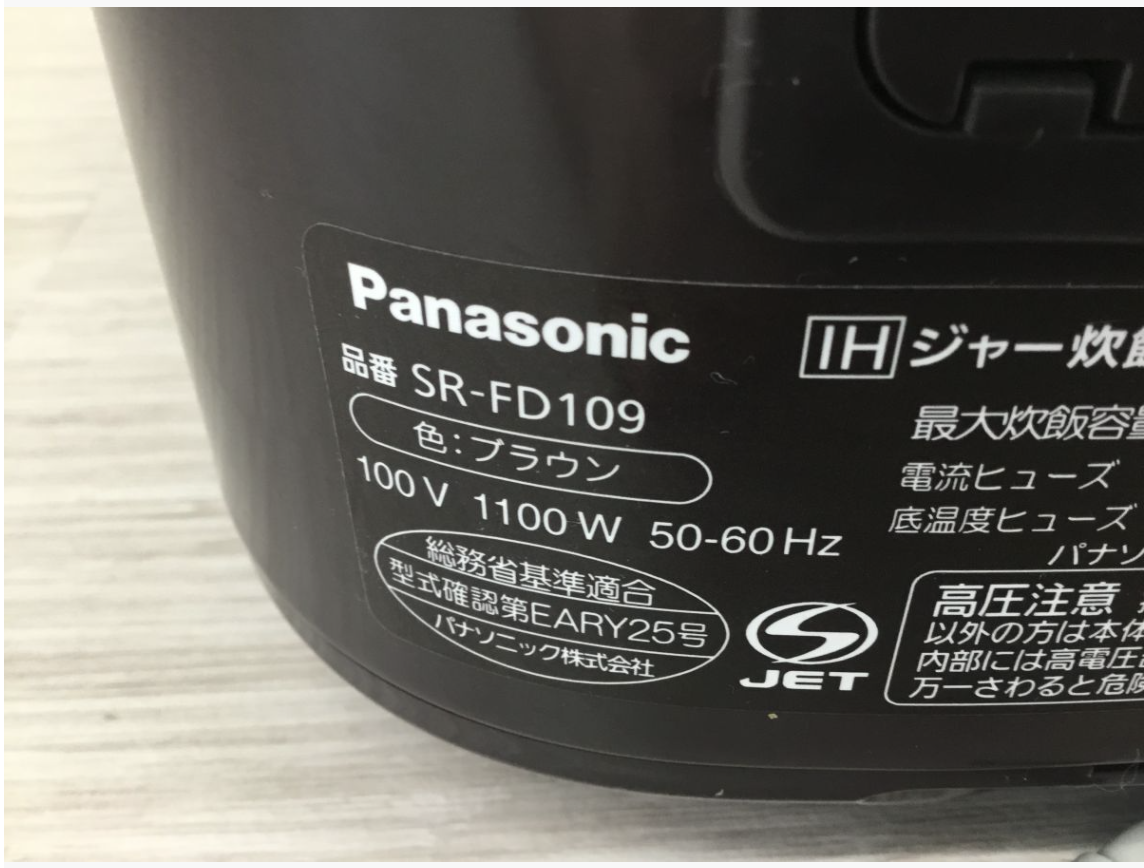 Panasonic
品番 SR-FD109
色:ブラウン
100V 1100W 50-60Hz
総務省基準適合
型式確認第EARY25号
パナソニック株式会社
JET
IH ジャー炊飯
最大炊飯容量
電流ヒューズ
底温度ヒューズ
パナソ
高圧注意
以外の方は本体
内部には高電圧
万一さわると危険